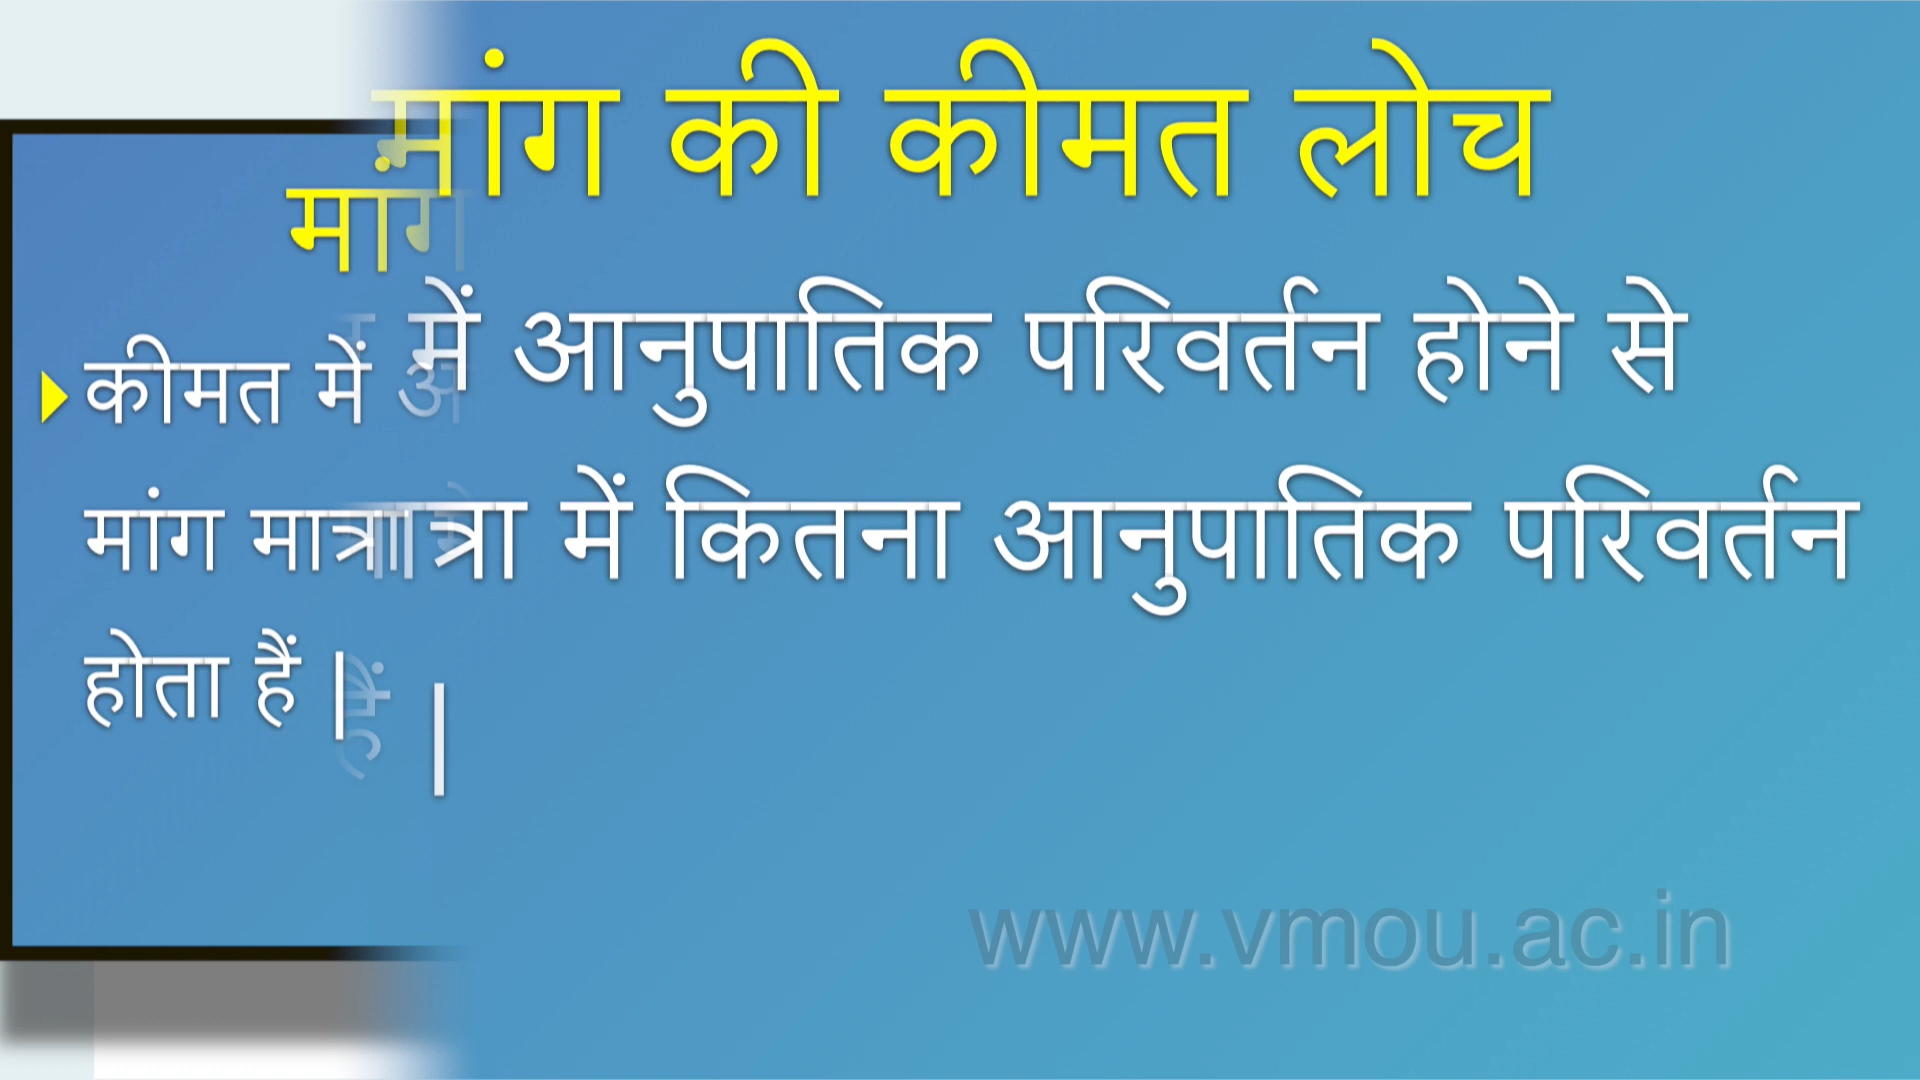 मांग की कीमत लोच
मांग
कीमत में में आनुपातिक परिवर्तन होने से
मांग मात्रा त्रा में कितना आनुपातिक परिवर्तन
होता हैं | हैं |
www.vmou.ac.in